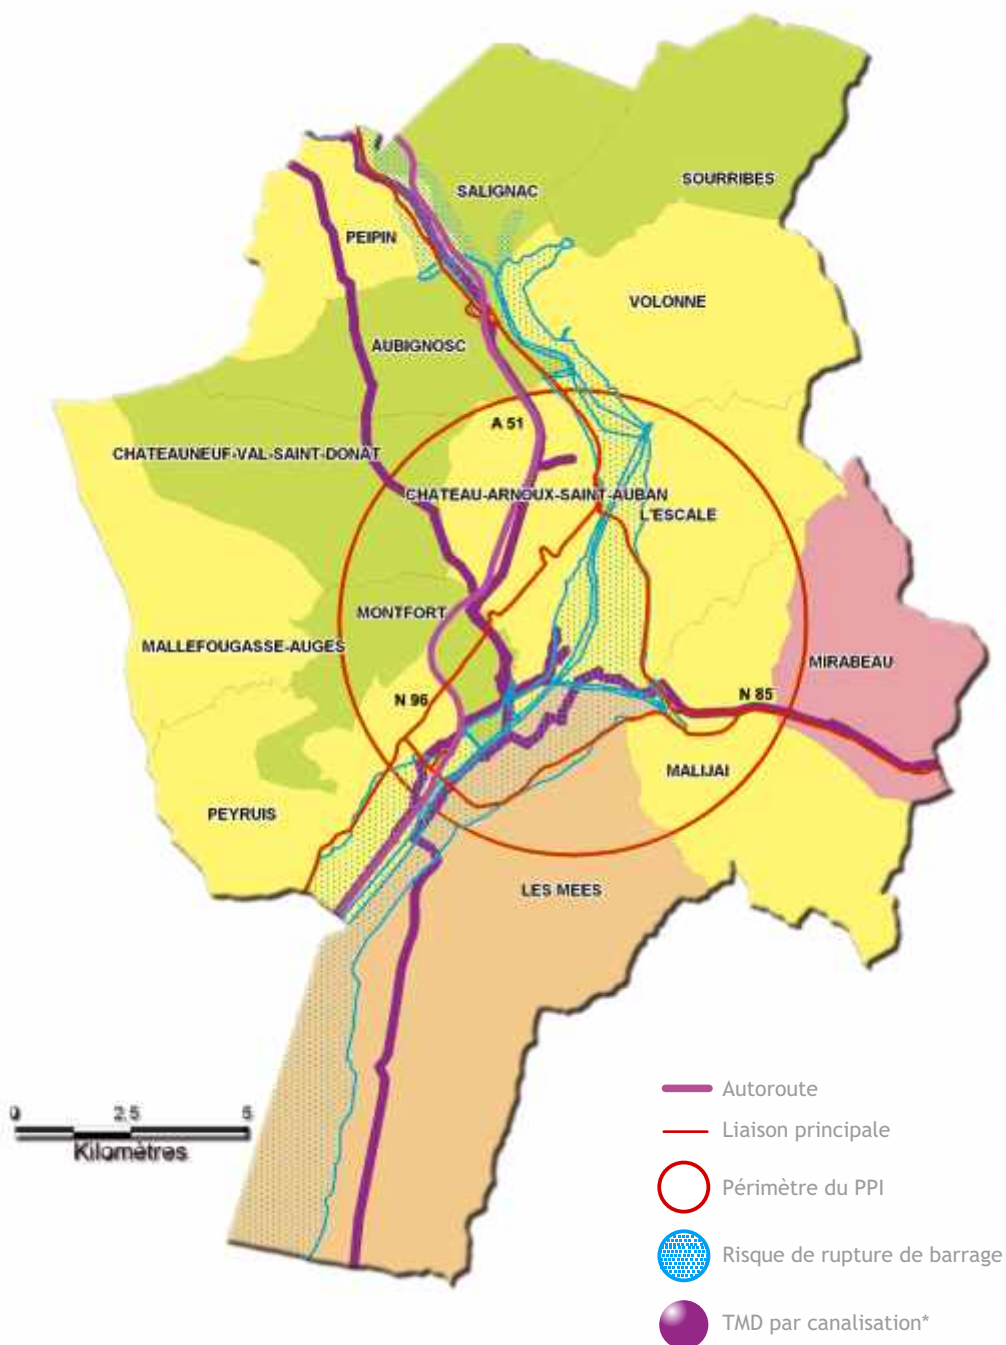 SOURRIBES
SALIGNAC
PEIPIN
VOLONNE
AUBIGNOSC
A 51
CHATEAUNEUF-VAL-SAINT-DONAT
CHATEAU-ARNOUX-SAINT-AUBAN
L'ESCALE
MONTFORT
MALLEFOUGASSE-AUGES
MIRABEAU
N 96
N 85
MALIJAI
PEYRUIS
LES MEES
0 2.5 5
Kilomètres
Autoroute
Liaison principale
Périmètre du PPI
Risque de rupture de barrage
TMD par canalisation*